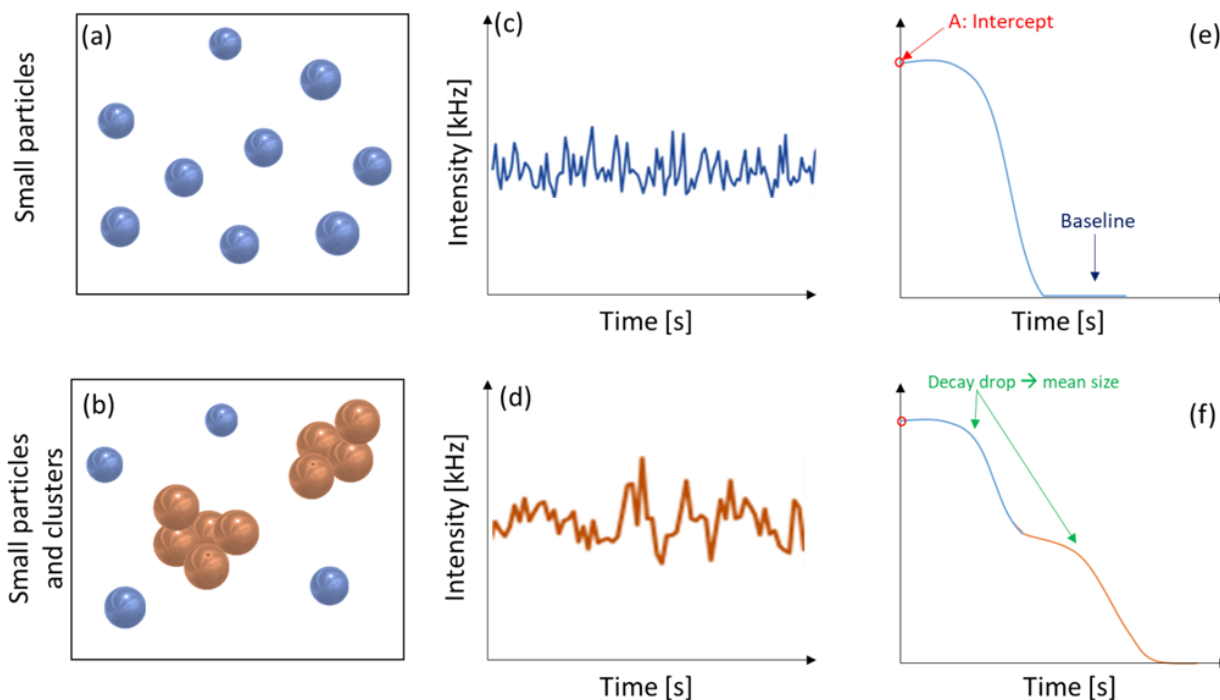 Small particles
(a)
(c)
Intensity [kHz]
Time [s]
A: Intercept
(e)
Baseline
Time [s]
Small particles
and clusters
(b)
(d)
Intensity [kHz]
Time [s]
Decay drop → mean size
(f)
Time [s]